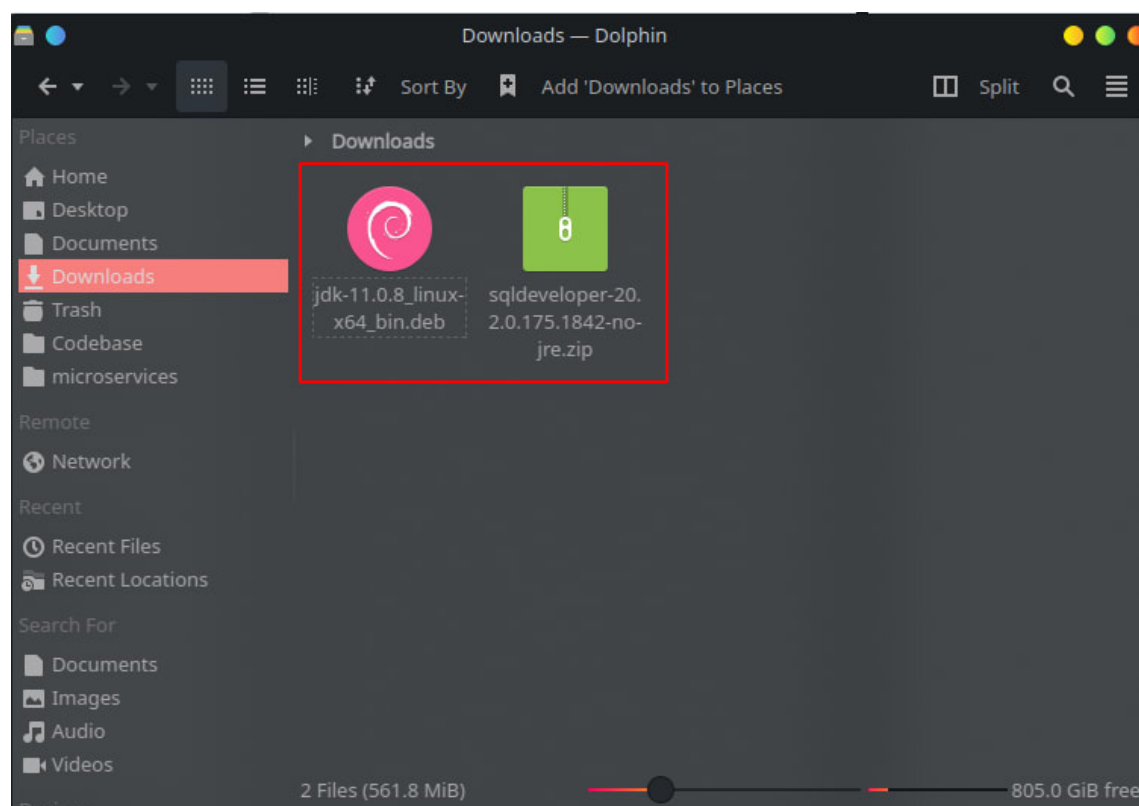 Downloads — Dolphin
Sort By Add 'Downloads' to Places Split
Places
Home
Desktop
Documents
Downloads
Trash
Codebase
microservices
Remote
Network
Recent
Recent Files
Recent Locations
Search For
Documents
Images
Audio
Videos
Downloads
jdk-11.0.8_linux-
x64_bin.deb
sqldeveloper-20.
2.0.175.1842-no-
jre.zip
2 Files (561.8 MiB) 805.0 GiB free